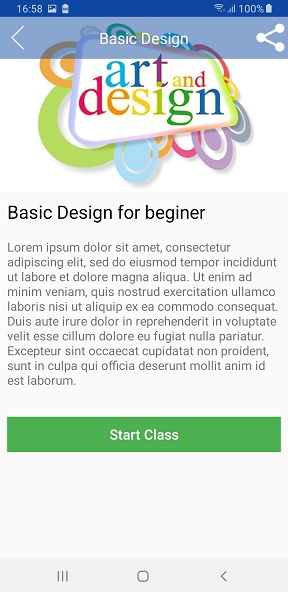 16:58 100%
Basic Design
art and
design
Basic Design for beginer
Lorem ipsum dolor sit amet, consectetur
adipiscing elit, sed do eiusmod tempor incididunt
ut labore et dolore magna aliqua. Ut enim ad
minim veniam, quis nostrud exercitation ullamco
laboris nisi ut aliquip ex ea commodo consequat.
Duis aute irure dolor in reprehenderit in voluptate
velit esse cillum dolore eu fugiat nulla pariatur.
Excepteur sint occaecat cupidatat non proident,
sunt in culpa qui officia deserunt mollit anim id
est laborum.
Start Class